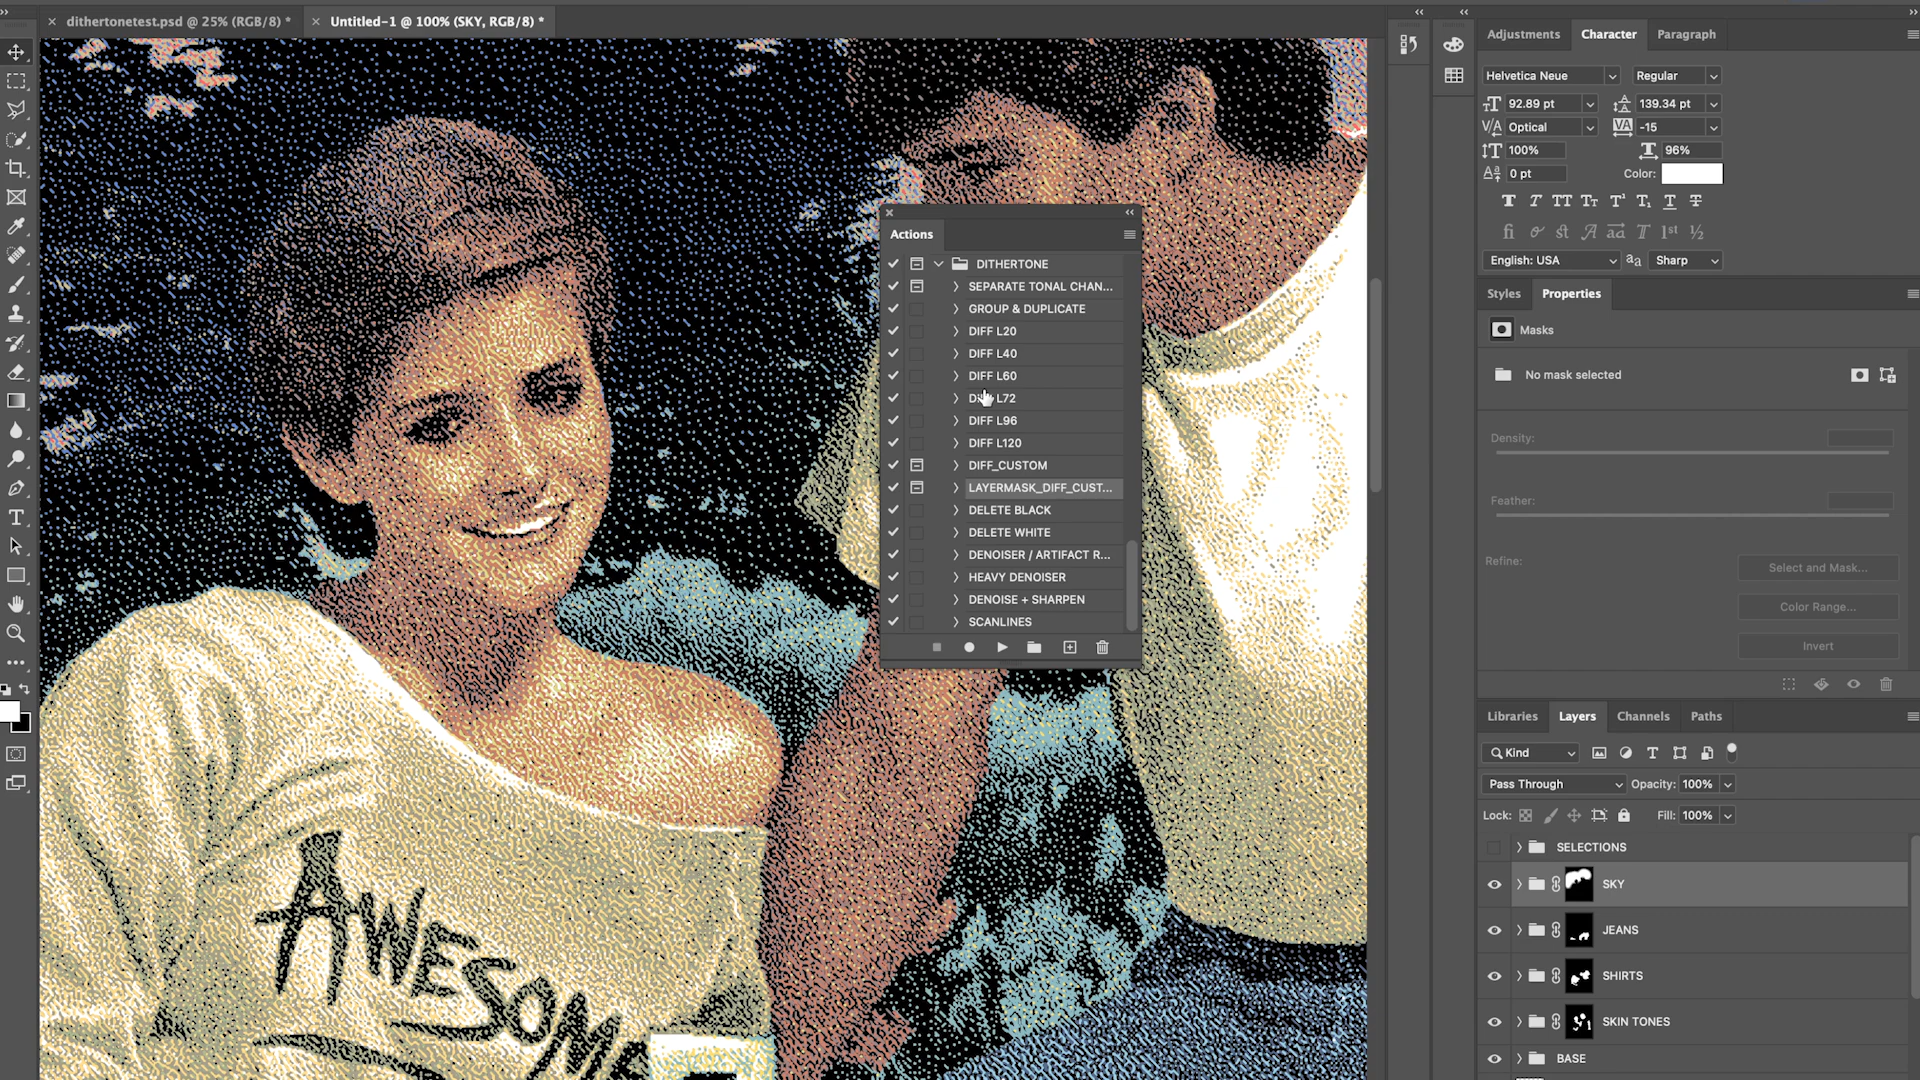 dithertonetest.psd @ 25% (RGB/8) *
Untitled-1 @ 100% (SKY, RGB/8) *
Adjustments
Character
Paragraph
Helvetica Neue
Regular
92.89 pt
139.34 pt
Optical
-15
100%
96%
0 pt
Color:
English: USA
Sharp
Styles
Properties
Masks
No mask selected
Density:
Feather:
Refine:
Select and Mask...
Color Range...
Invert
Libraries
Layers
Channels
Paths
Kind
Pass Through
Opacity: 100%
Lock:
Fill: 100%
SELECTIONS
SKY
JEANS
SHIRTS
SKIN TONES
BASE
Actions
DITHERTONE
SEPARATE TONAL CHAN...
GROUP & DUPLICATE
DIFF L20
DIFF L40
DIFF L60
DIFF L72
DIFF L96
DIFF L120
DIFF_CUSTOM
LAYERMASK_DIFF_CUST...
DELETE BLACK
DELETE WHITE
DENOISER / ARTIFACT R...
HEAVY DENOISER
DENOISE + SHARPEN
SCANLINES
AWESOM